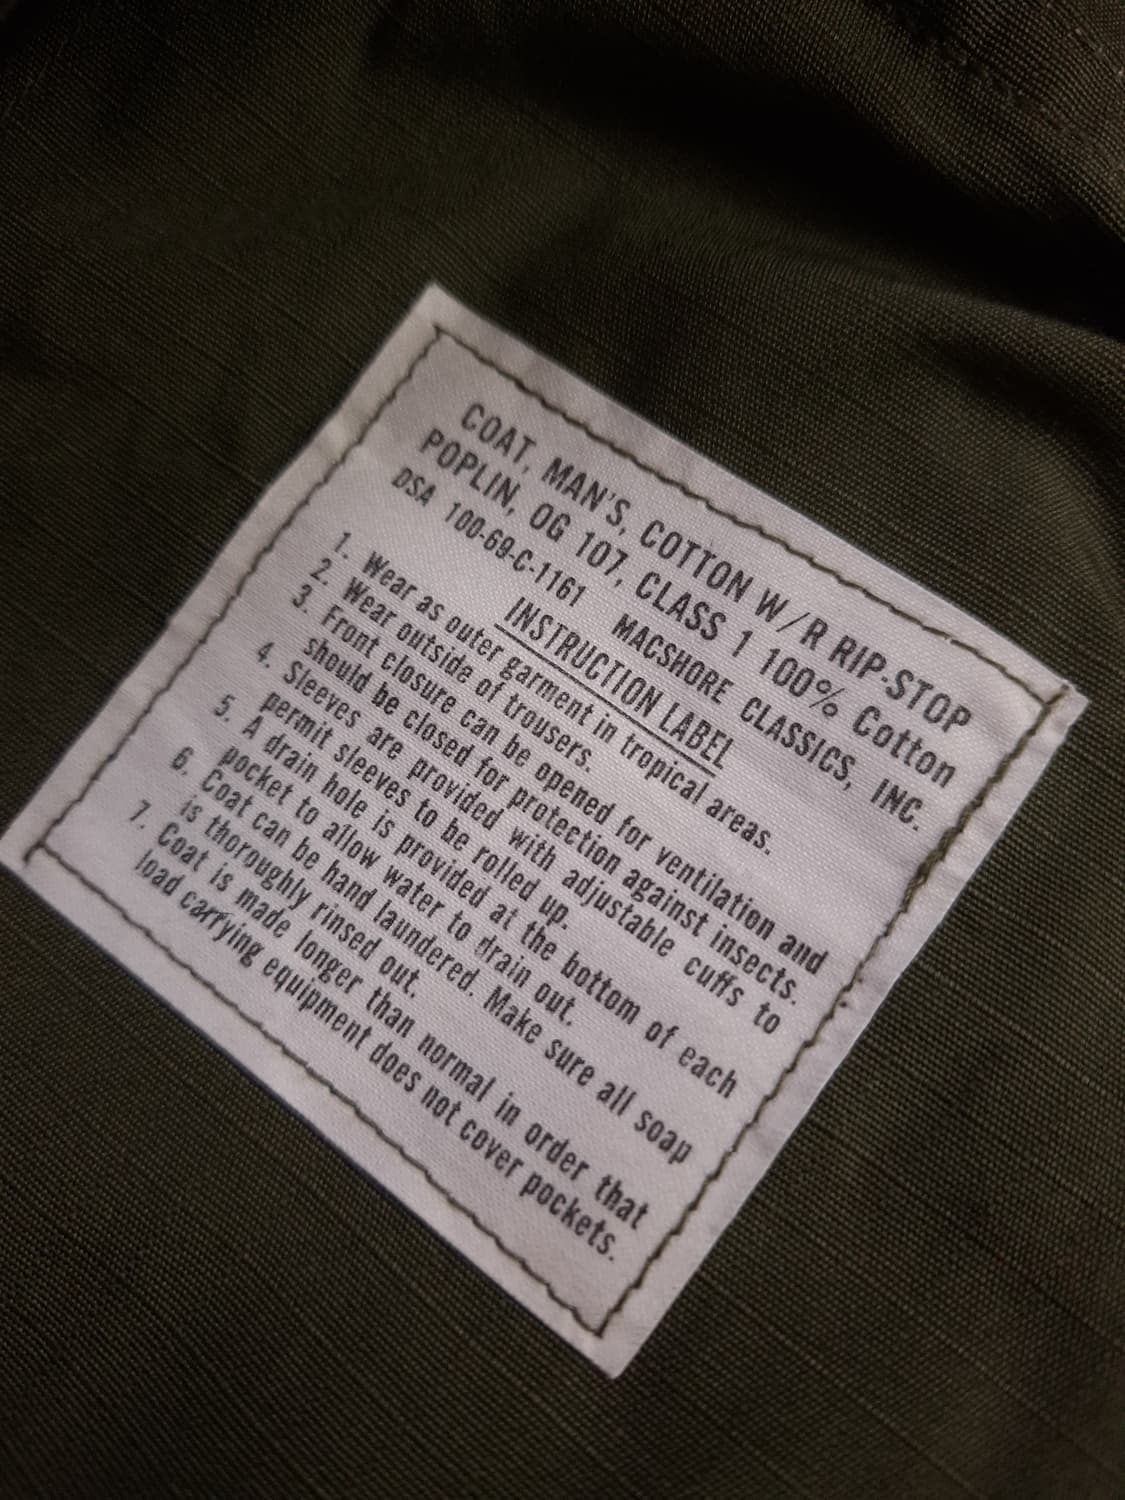 COAT, MAN'S, COTTON W/R RIP-STOP
POPLIN, OG 107, CLASS 1 100% Cotton
DSA 100-69-C-1161 MACSHORE CLASSICS, INC.
INSTRUCTION LABEL
1. Wear as outer garment in tropical areas.
2. Wear outside of trousers.
3. Front closure can be opened for ventilation and
should be closed for protection against insects.
4. Sleeves are provided with adjustable cuffs to
permit sleeves to be rolled up.
5. A drain hole is provided at the bottom of each
pocket to allow water to drain out.
6. Coat can be hand laundered. Make sure all soap
is thoroughly rinsed out.
7. Coat is made longer than normal in order that
load carrying equipment does not cover pockets.